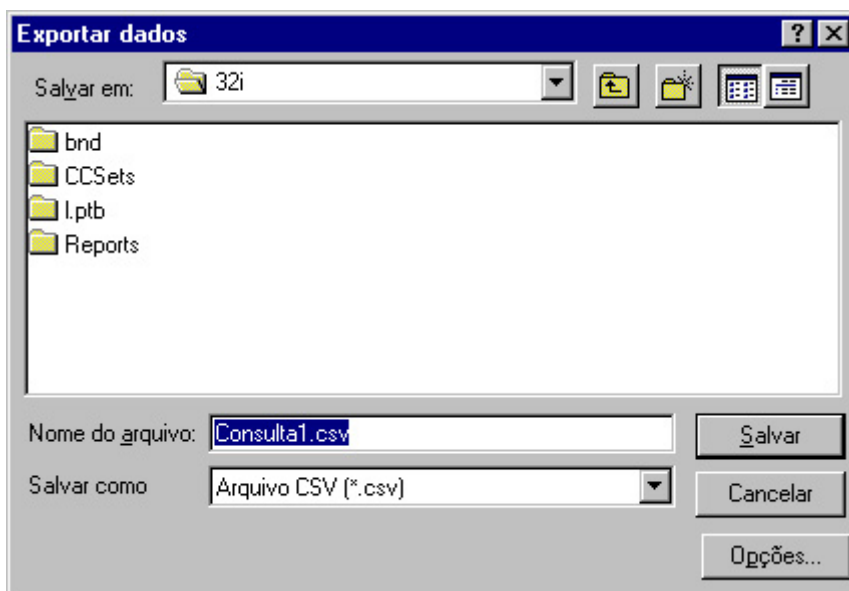 Exportar dados
Salvar em: 32i
bnd
CCSets
l.ptb
Reports
Nome do arquivo: Consulta1.csv Salvar
Salvar como Arquivo CSV (*.csv) Cancelar
Opções...